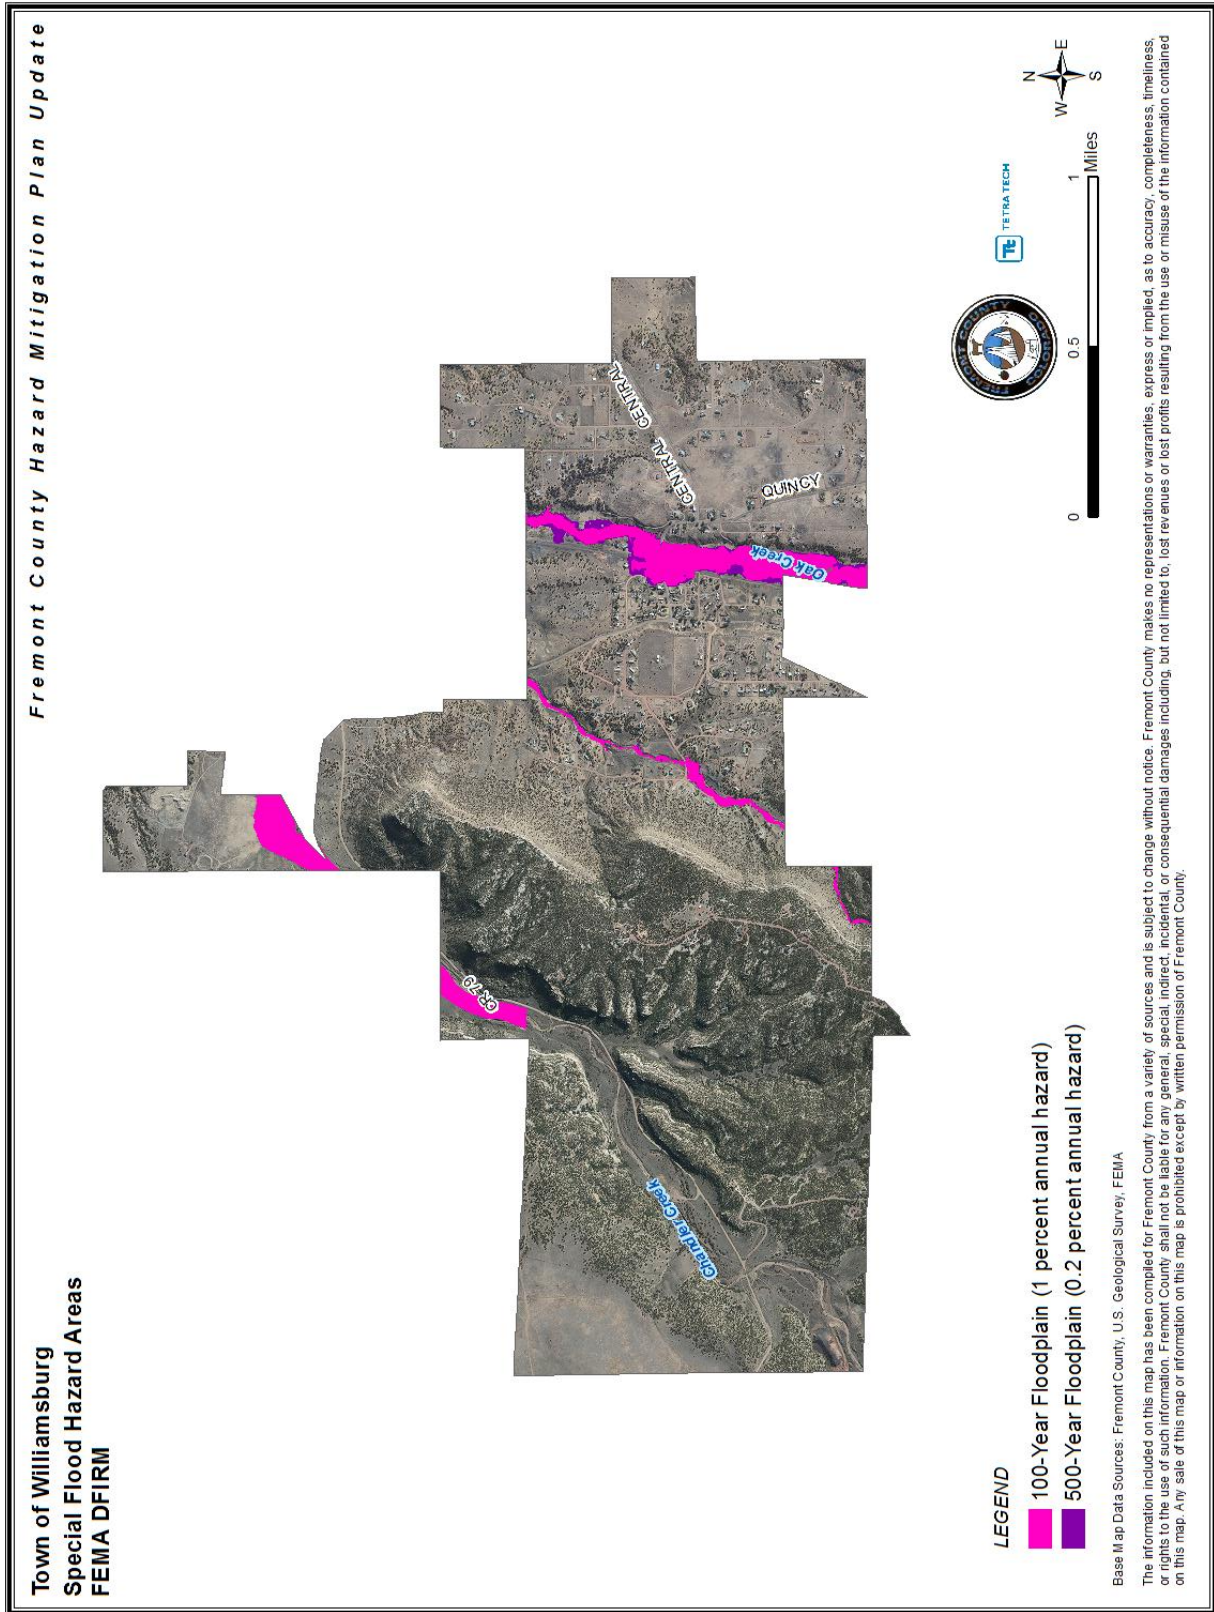 Town of Williamsburg
Special Flood Hazard Areas
FEMA DFIRM
Fremont County Hazard Mitigation Plan Update
CR 79
Chandler Creek
Oak Creek
CENTRAL
CENTRAL
QUINCY
LEGEND
100-Year Floodplain (1 percent annual hazard)
500-Year Floodplain (0.2 percent annual hazard)
FREMONT COUNTY
COLORADO
Tt TETRA TECH
N
W
E
S
0 0.5 1
Miles
Base Map Data Sources: Fremont County, U.S. Geological Survey, FEMA
The information included on this map has been compiled for Fremont County from a variety of sources and is subject to change without notice. Fremont County makes no representations or warranties, express or implied, as to accuracy, completeness, timeliness,
or rights to the use of such information. Fremont County shall not be liable for any general, special, indirect, incidental, or consequential damages including, but not limited to, lost revenues or lost profits resulting from the use or misuse of the information contained
on this map. Any sale of this map or information on this map is prohibited except by written permission of Fremont County.